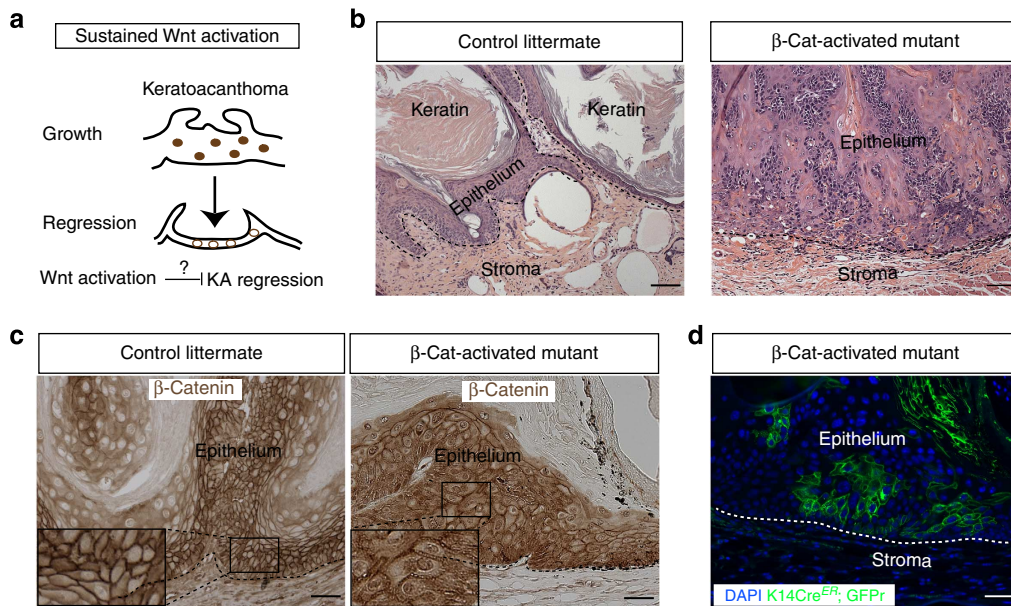 a
Sustained Wnt activation
Keratoacanthoma
Growth
Regression
?
Wnt activation KA regression
b
Control littermate
Keratin
Keratin
Epithelium
Stroma
β-Cat-activated mutant
Epithelium
Stroma
c
Control littermate
β-Catenin
Epithelium
β-Cat-activated mutant
β-Catenin
Epithelium
d
β-Cat-activated mutant
Epithelium
Stroma
DAPI K14Cre^ER; GFPr